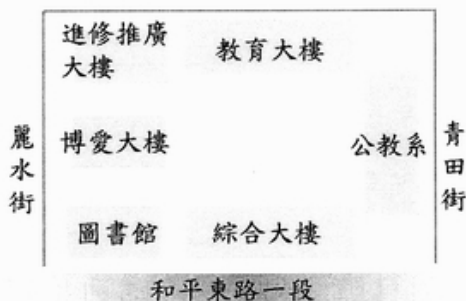 進修推廣
大樓
教育大樓
麗水街
博愛大樓
公教系
青田街
圖書館
綜合大樓
和平東路一段